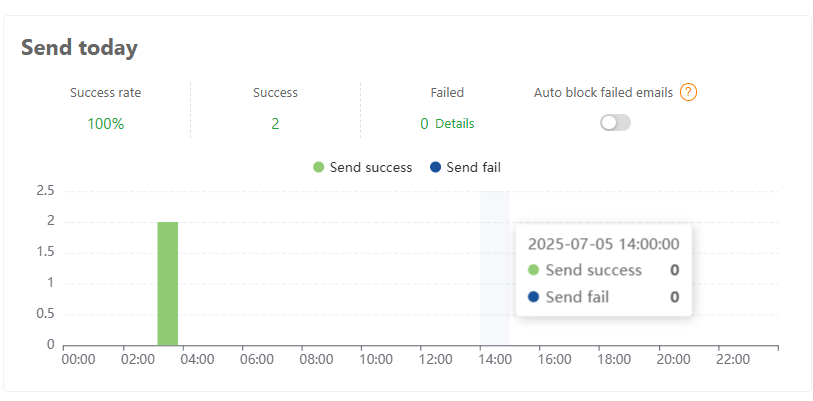 Send today
Success rate
Success
Failed
Auto block failed emails ?
100%
2
0 Details
Send success Send fail
2.5
2
1.5
1
0.5
0
2025-07-05 14:00:00
Send success 0
Send fail 0
00:00 02:00 04:00 06:00 08:00 10:00 12:00 14:00 16:00 18:00 20:00 22:00